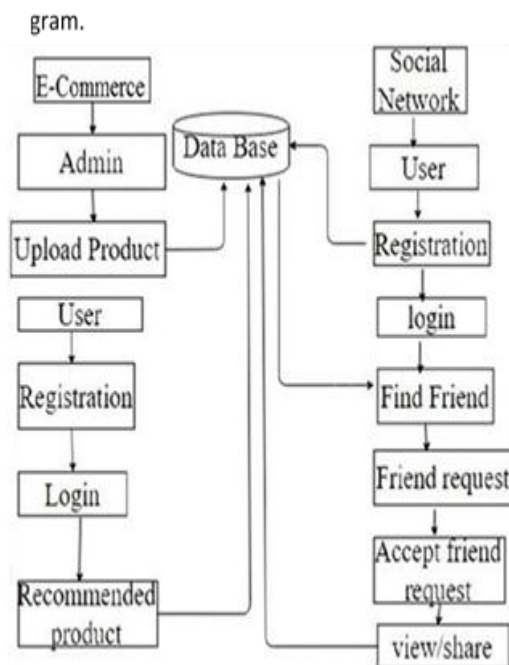 gram.
E-Commerce
Admin
Upload Product
User
Registration
Login
Recommended
product
Data Base
Social
Network
User
Registration
login
Find Friend
Friend request
Accept friend
request
view/share